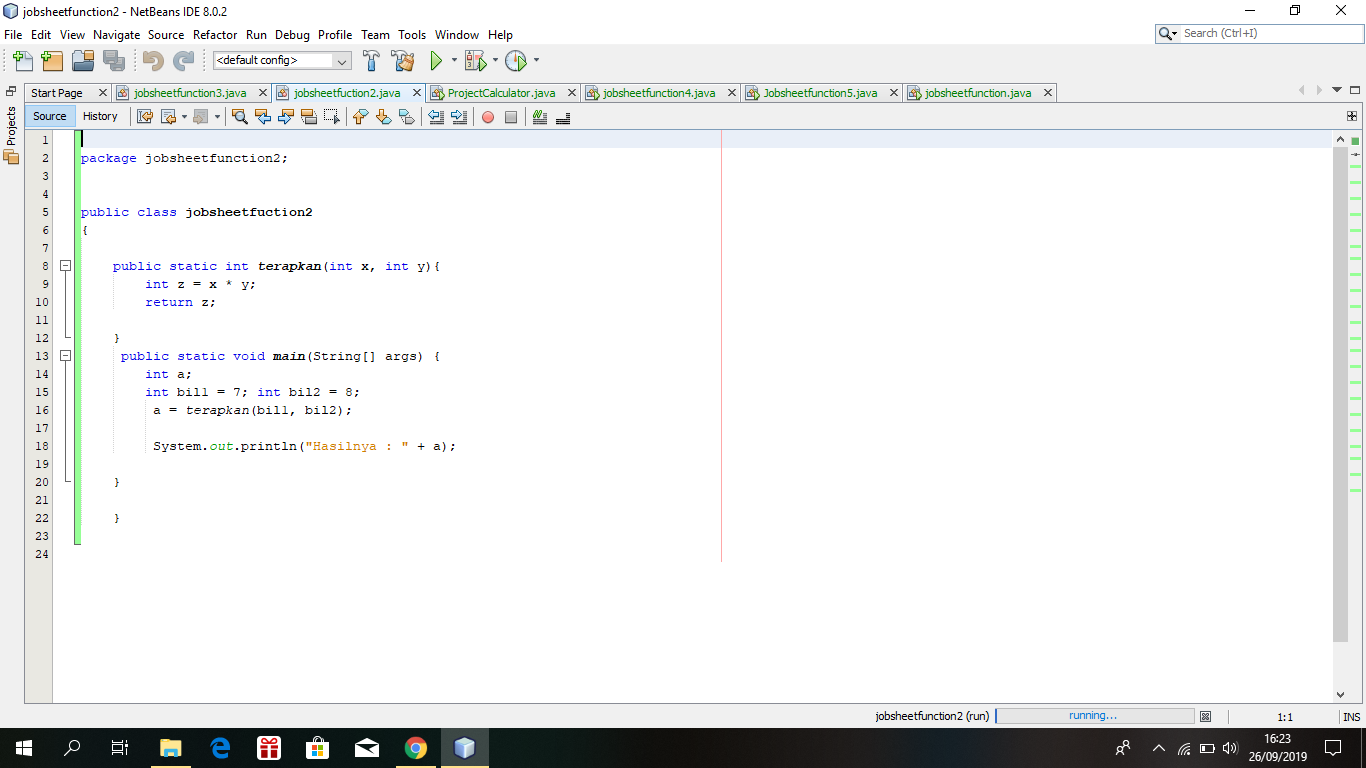 jobsheetfunction2 - NetBeans IDE 8.0.2
File Edit View Navigate Source Refactor Run Debug Profile Team Tools Window Help
Search (Ctrl+I)
<default config>
Start Page jobsheetfunction3.java jobsheetfuction2.java ProjectCalculator.java jobsheetfunction4.java Jobsheetfunction5.java jobsheetfunction.java
Projects
Source History
1
2 package jobsheetfunction2;
3
4
5 public class jobsheetfuction2
6 {
7
8 public static int terapkan(int x, int y){
9 int z = x * y;
10 return z;
11
12 }
13 public static void main(String[] args) {
14 int a;
15 int bil1 = 7; int bil2 = 8;
16 a = terapkan(bil1, bil2);
17
18 System.out.println("Hasilnya : " + a);
19
20 }
21
22 }
23
24
jobsheetfunction2 (run) running... 1:1 INS
16:23
26/09/2019